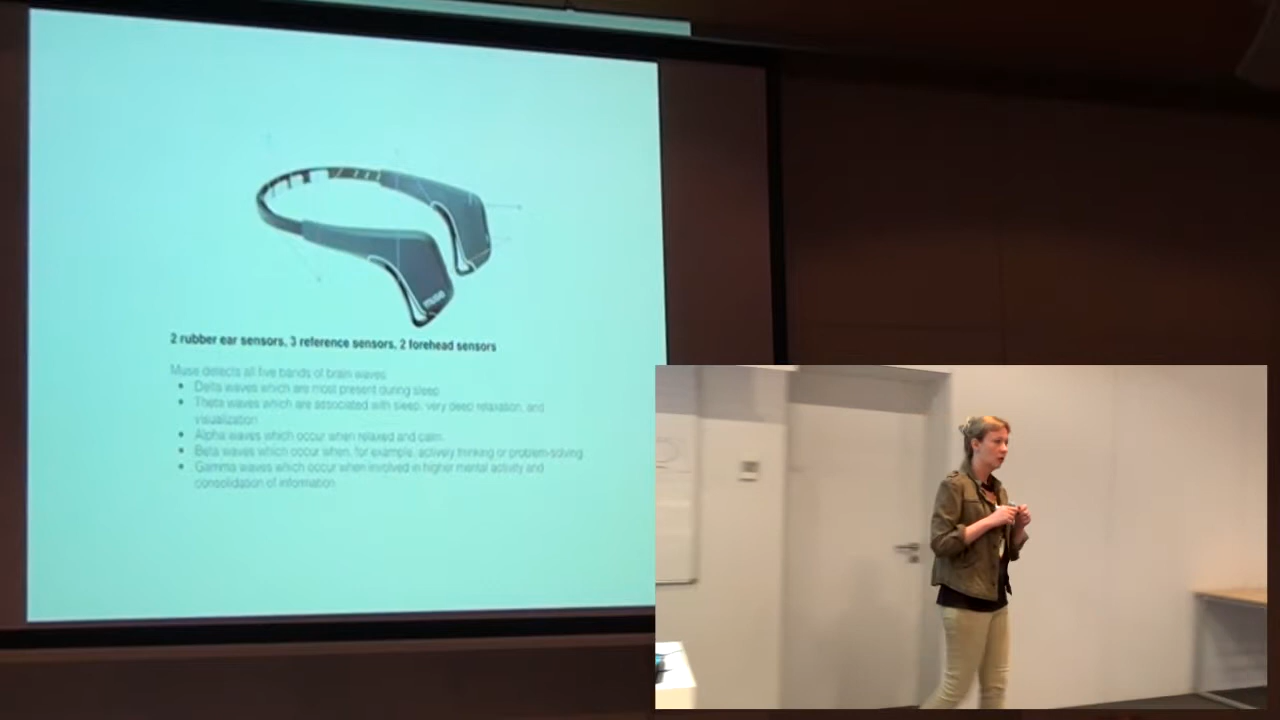 muse
2 rubber ear sensors, 3 reference sensors, 2 forehead sensors
Muse detects all five bands of brain waves
• Delta waves which are most present during sleep
• Theta waves which are associated with sleep, very deep relaxation, and
visualization
• Alpha waves which occur when relaxed and calm.
• Beta waves which occur when, for example, actively thinking or problem-solving
• Gamma waves which occur when involved in higher mental activity and
consolidation of information